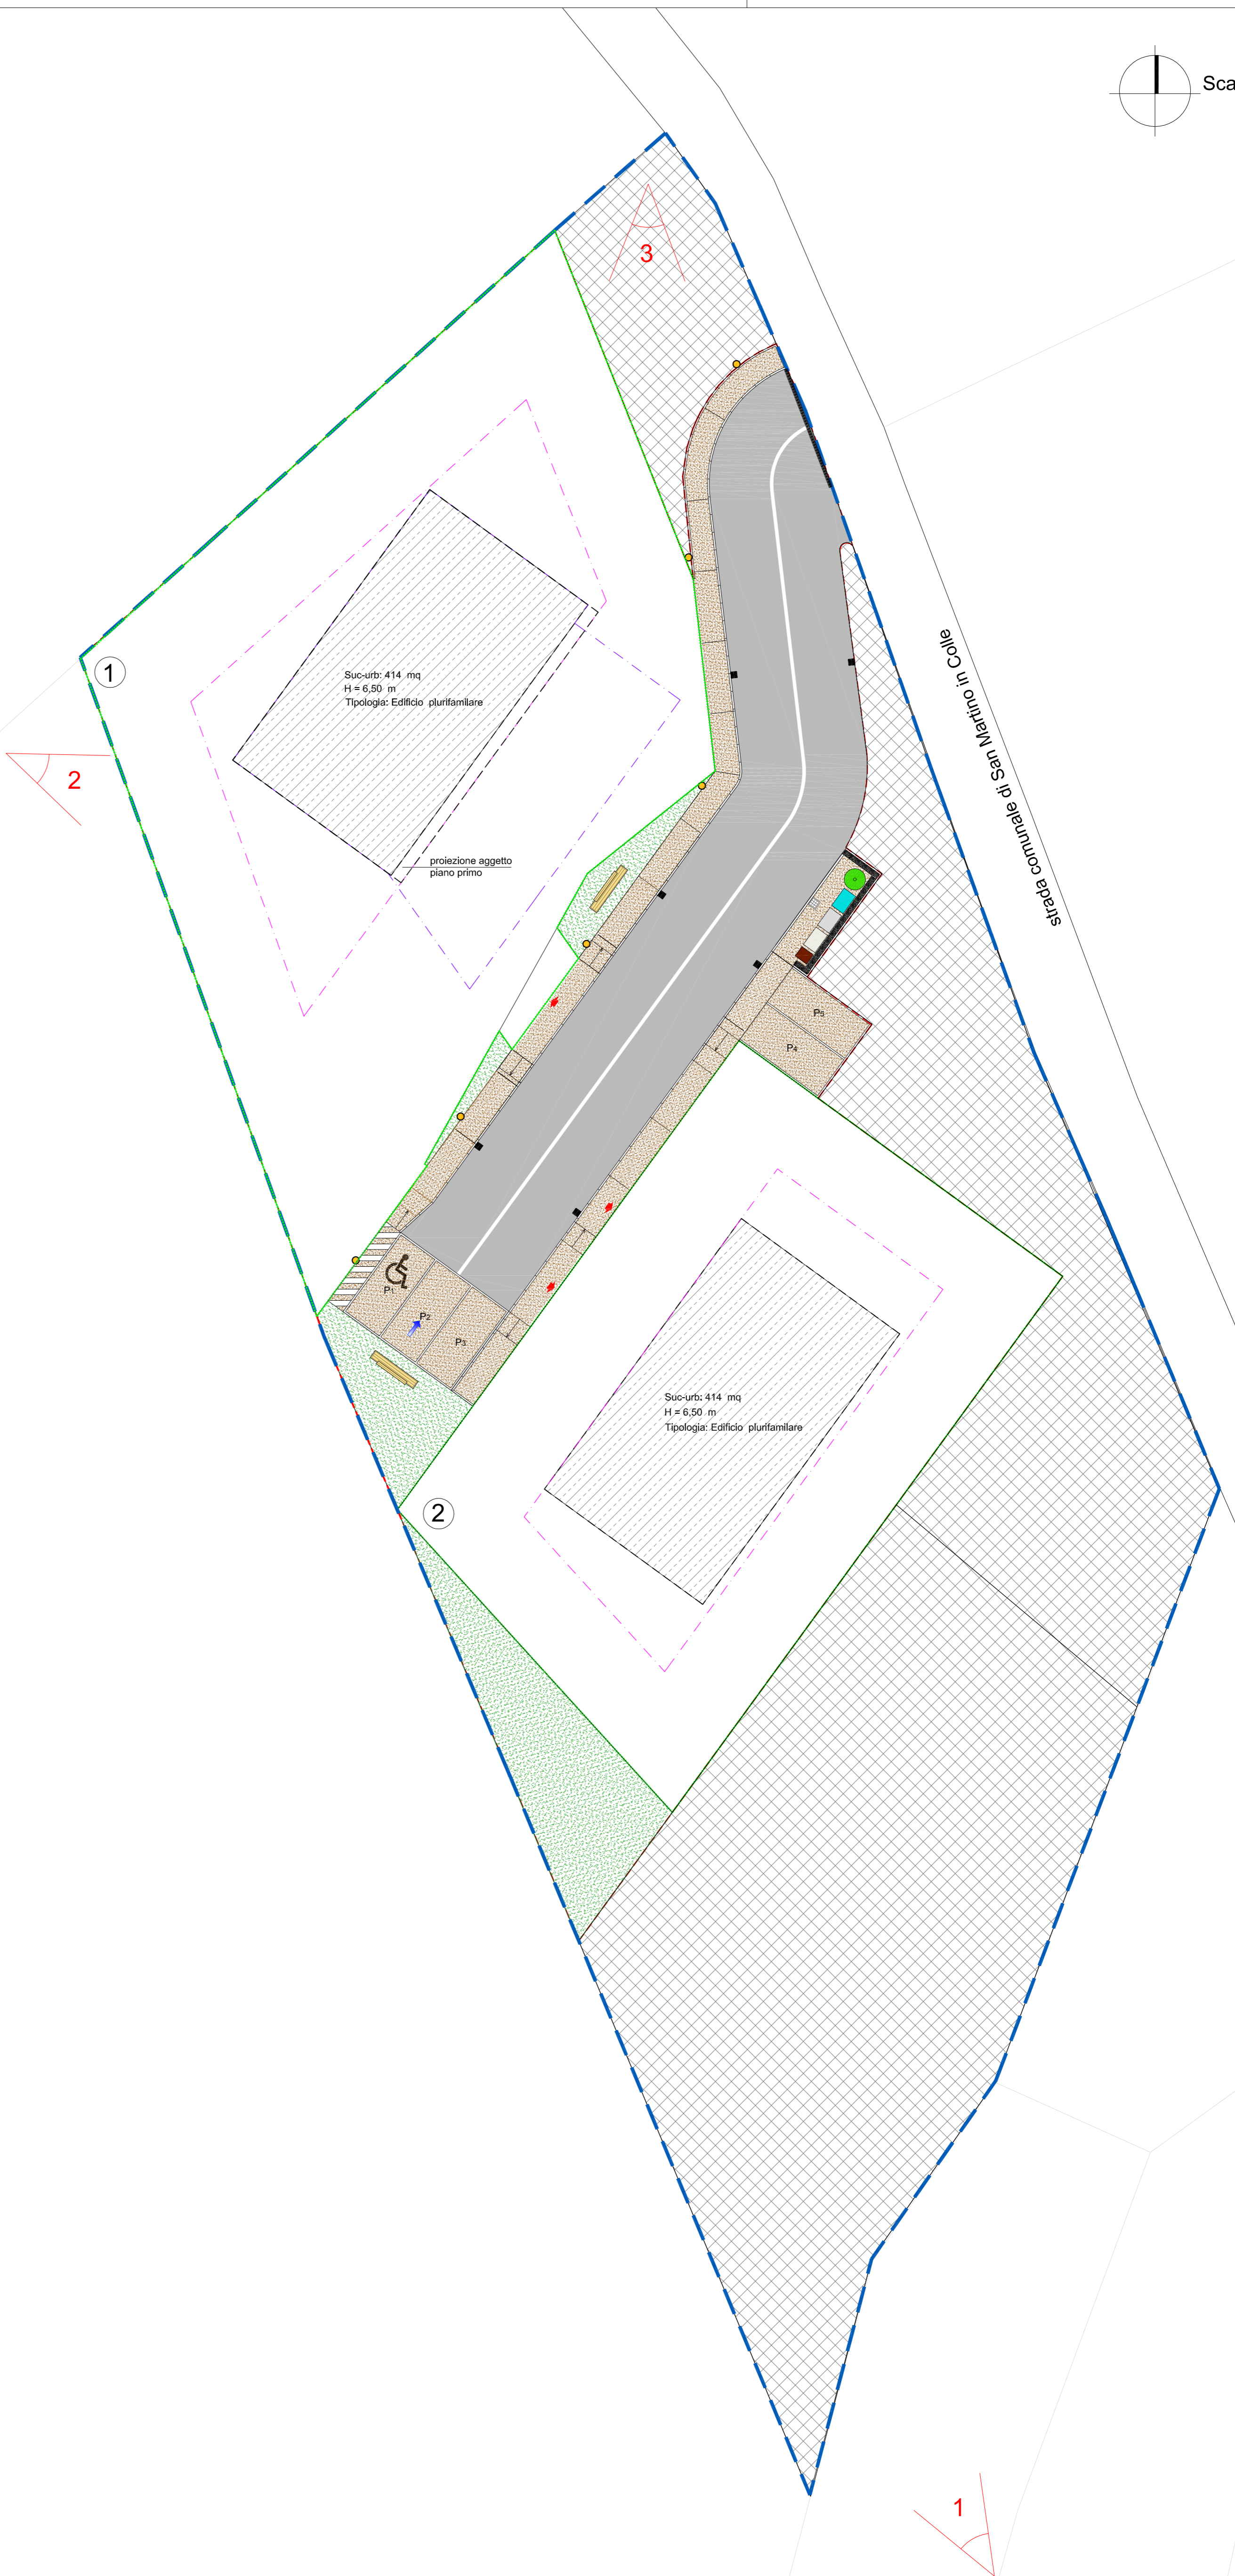 Sca
3
1
Suc-urb: 414 mq
H = 6,50 m
Tipologia: Edificio plurifamilare
strada comunale di San Martino in Colle
2
proiezione aggetto
piano primo
P5
P4
P1
P2
P3
Suc-urb: 414 mq
H = 6,50 m
Tipologia: Edificio plurifamilare
2
1